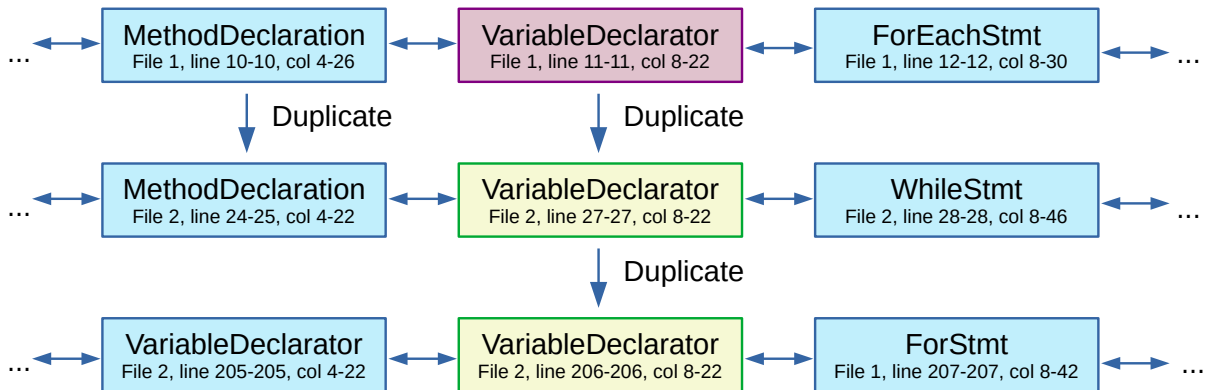 MethodDeclaration
File 1, line 10-10, col 4-26
VariableDeclarator
File 1, line 11-11, col 8-22
ForEachStmt
File 1, line 12-12, col 8-30
...
...
Duplicate
Duplicate
MethodDeclaration
File 2, line 24-25, col 4-22
VariableDeclarator
File 2, line 27-27, col 8-22
WhileStmt
File 2, line 28-28, col 8-46
...
...
Duplicate
VariableDeclarator
File 2, line 205-205, col 4-22
VariableDeclarator
File 2, line 206-206, col 8-22
ForStmt
File 1, line 207-207, col 8-42
...
...